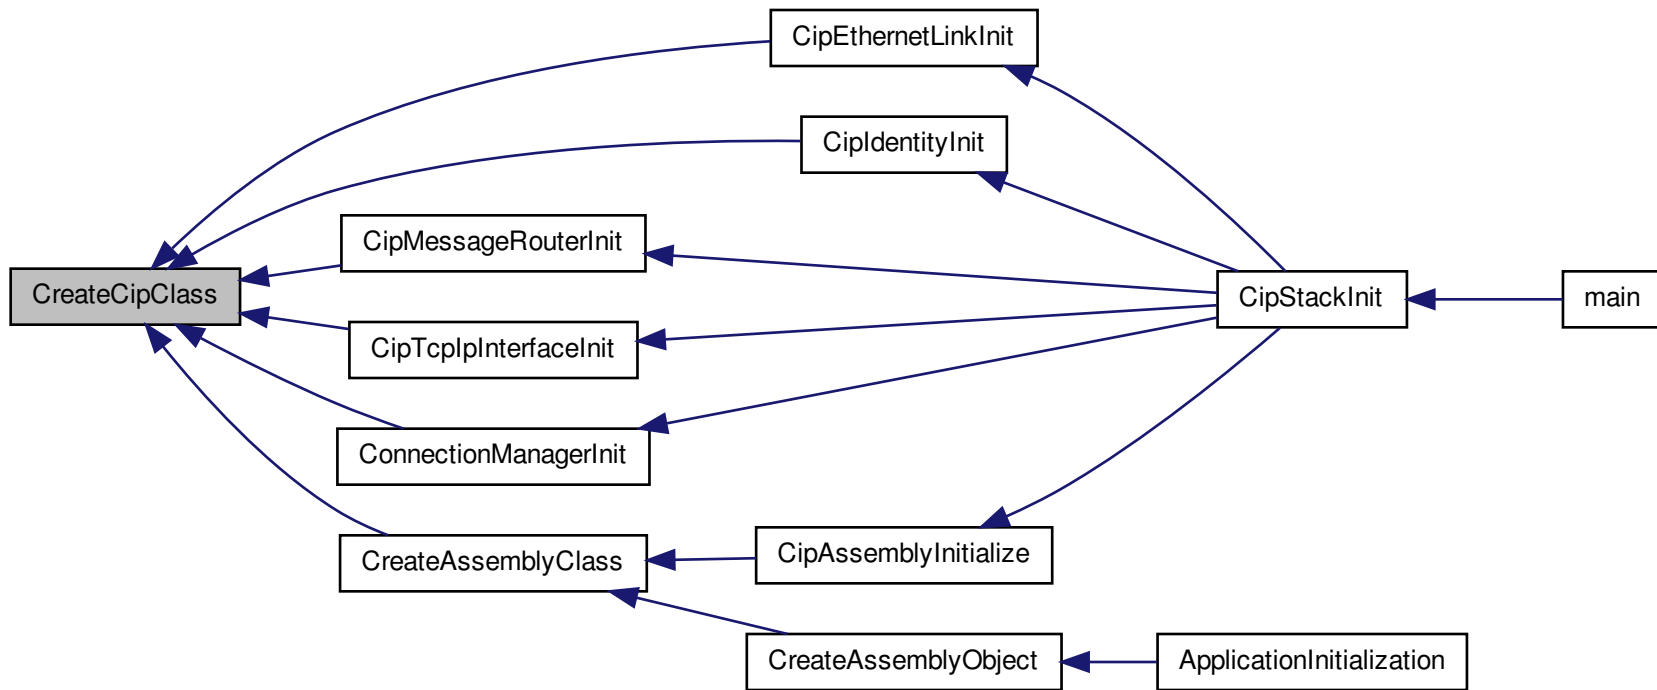 CipEthernetLinkInit
CipIdentityInit
CipMessageRouterInit
CreateCipClass
CipStackInit
main
CipTcpIpInterfaceInit
ConnectionManagerInit
CreateAssemblyClass
CipAssemblyInitialize
CreateAssemblyObject
ApplicationInitialization